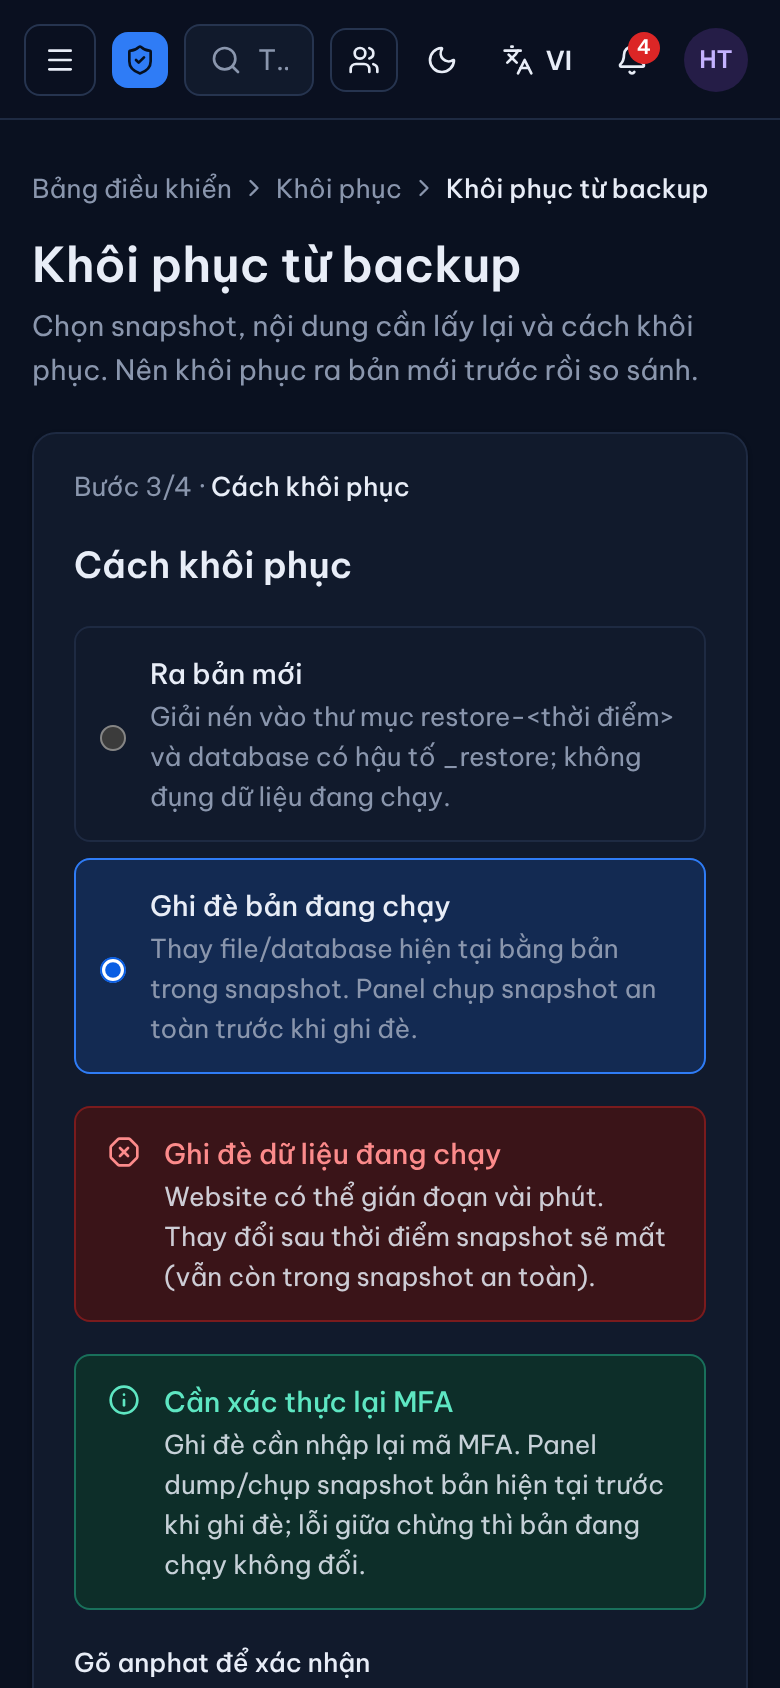 T..
VI
4
HT
Bảng điều khiển > Khôi phục > Khôi phục từ backup
Khôi phục từ backup
Chọn snapshot, nội dung cần lấy lại và cách khôi
phục. Nên khôi phục ra bản mới trước rồi so sánh.
Bước 3/4 · Cách khôi phục
Cách khôi phục
Ra bản mới
Giải nén vào thư mục restore-<thời điểm>
và database có hậu tố _restore; không
đụng dữ liệu đang chạy.
Ghi đè bản đang chạy
Thay file/database hiện tại bằng bản
trong snapshot. Panel chụp snapshot an
toàn trước khi ghi đè.
Ghi đè dữ liệu đang chạy
Website có thể gián đoạn vài phút.
Thay đổi sau thời điểm snapshot sẽ mất
(vẫn còn trong snapshot an toàn).
Cần xác thực lại MFA
Ghi đè cần nhập lại mã MFA. Panel
dump/chụp snapshot bản hiện tại trước
khi ghi đè; lỗi giữa chừng thì bản đang
chạy không đổi.
Gõ anphat để xác nhận